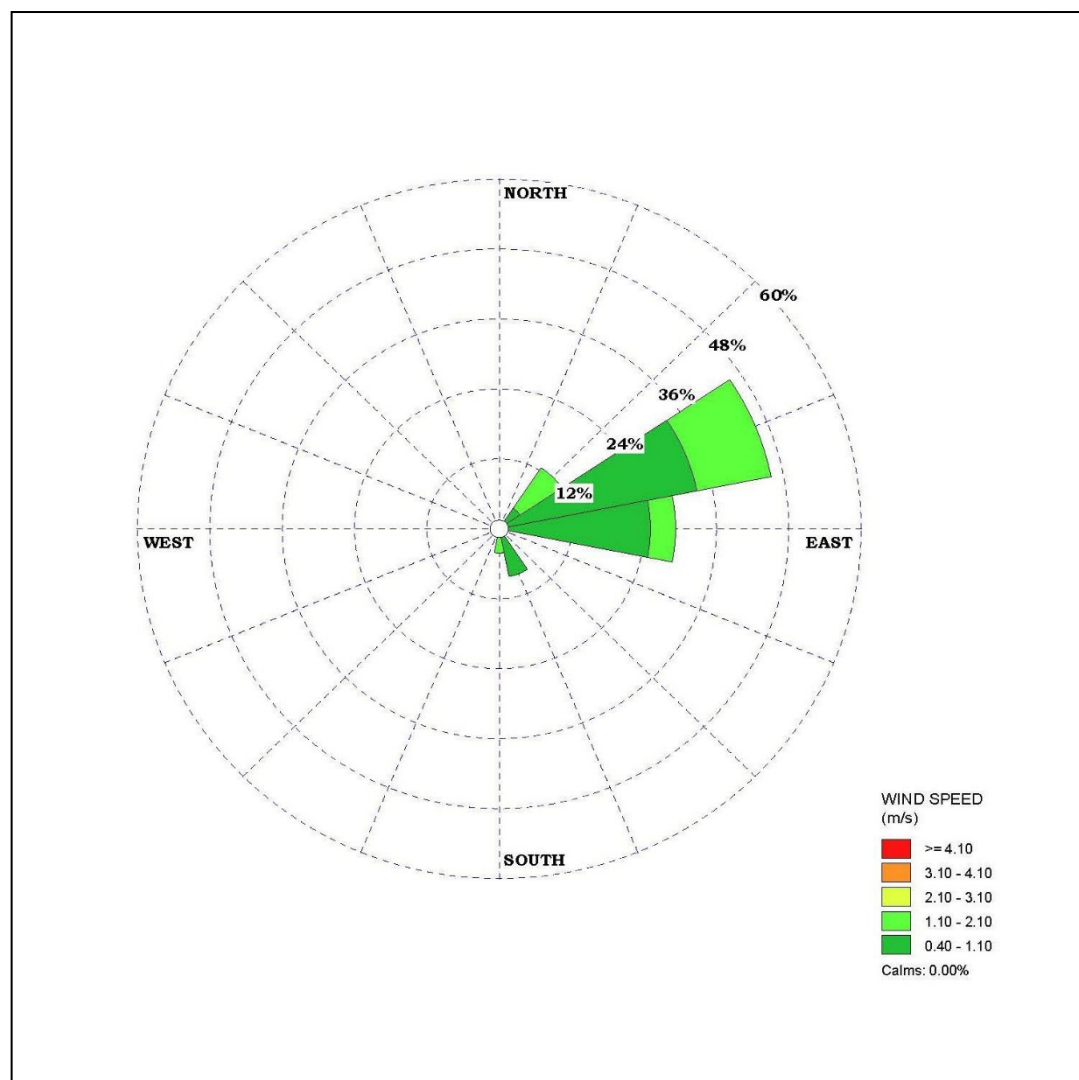 NORTH
60%
48%
36%
24%
12%
WEST
EAST
SOUTH
WIND SPEED
(m/s)
>= 4.10
3.10 - 4.10
2.10 - 3.10
1.10 - 2.10
0.40 - 1.10
Calms: 0.00%